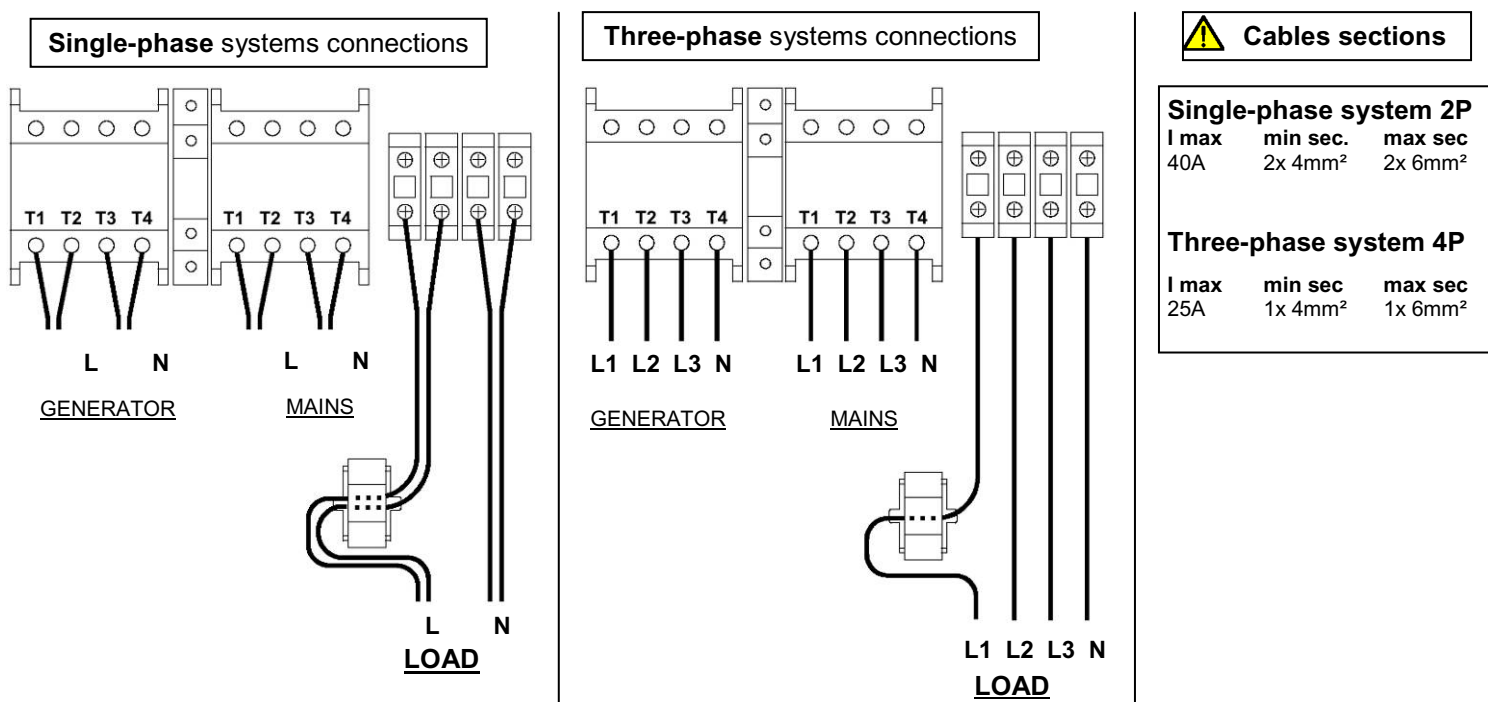 Single-phase systems connections
T1 T2 T3 T4
T1 T2 T3 T4
L N
L N
GENERATOR
MAINS
L N
LOAD
Three-phase systems connections
T1 T2 T3 T4
T1 T2 T3 T4
L1 L2 L3 N
L1 L2 L3 N
GENERATOR
MAINS
L1 L2 L3 N
LOAD
Cables sections
Single-phase system 2P
I max min sec. max sec
40A 2x 4mm² 2x 6mm²
Three-phase system 4P
I max min sec max sec
25A 1x 4mm² 1x 6mm²